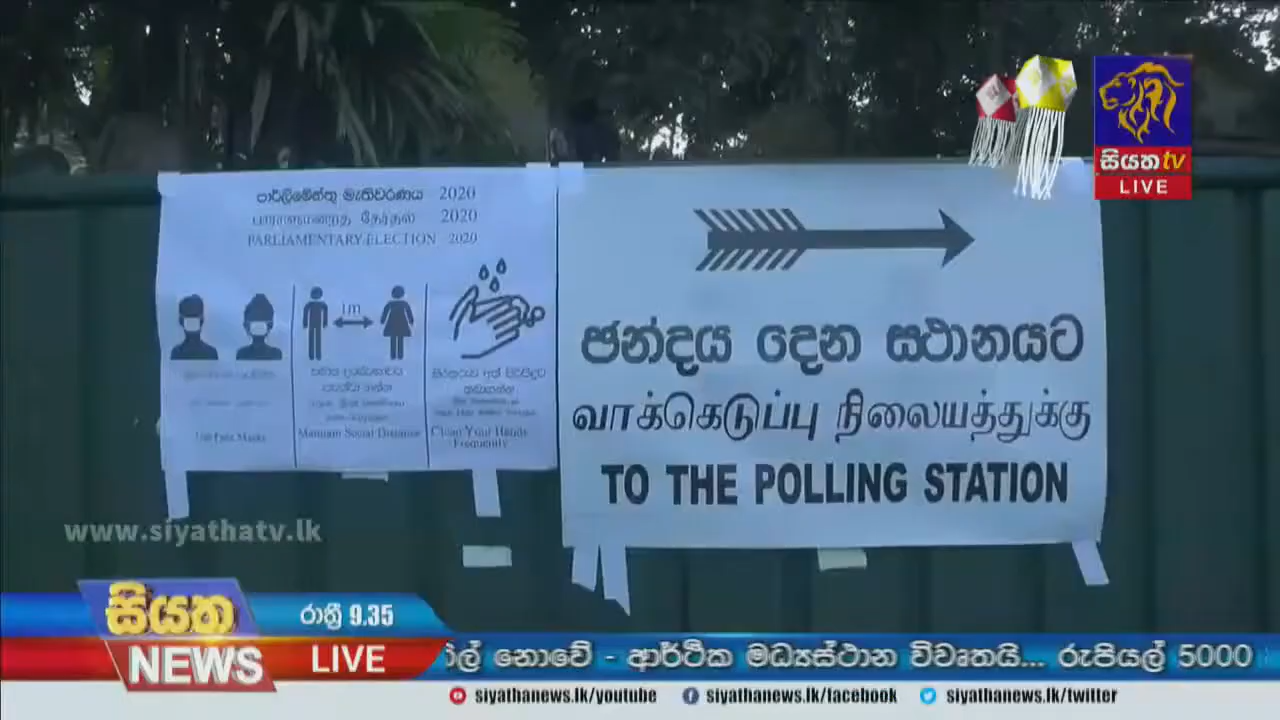 සියත tv
LIVE
පාර්ලිමේන්තු මැතිවරණය 2020
தேர்தல் 2020
PARLIAMENTARY ELECTION 2020
1m
Use Face Masks
Maintain Social Distance
Clean Your Hands
Frequently
ඡන්දය දෙන ස්ථානයට
வாக்கெடுப்பு நிலையத்துக்கு
TO THE POLLING STATION
www.siyathatv.lk
සියත
NEWS
රාත්‍රී 9.35
LIVE
නොවේ - ආර්ථික මධ්‍යස්ථාන විවෘතයි... රුපියල් 5000
siyathanews.lk/youtube
siyathanews.lk/facebook
siyathanews.lk/twitter